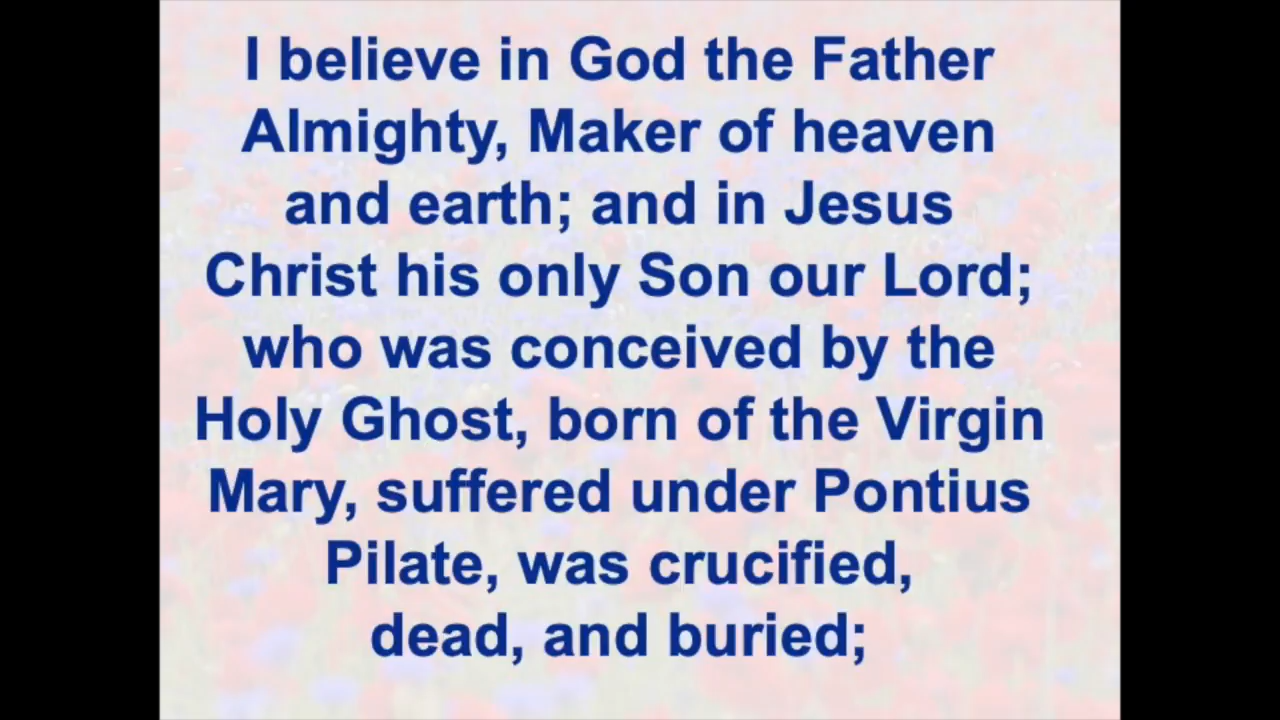 I believe in God the Father
Almighty, Maker of heaven
and earth; and in Jesus
Christ his only Son our Lord;
who was conceived by the
Holy Ghost, born of the Virgin
Mary, suffered under Pontius
Pilate, was crucified,
dead, and buried;